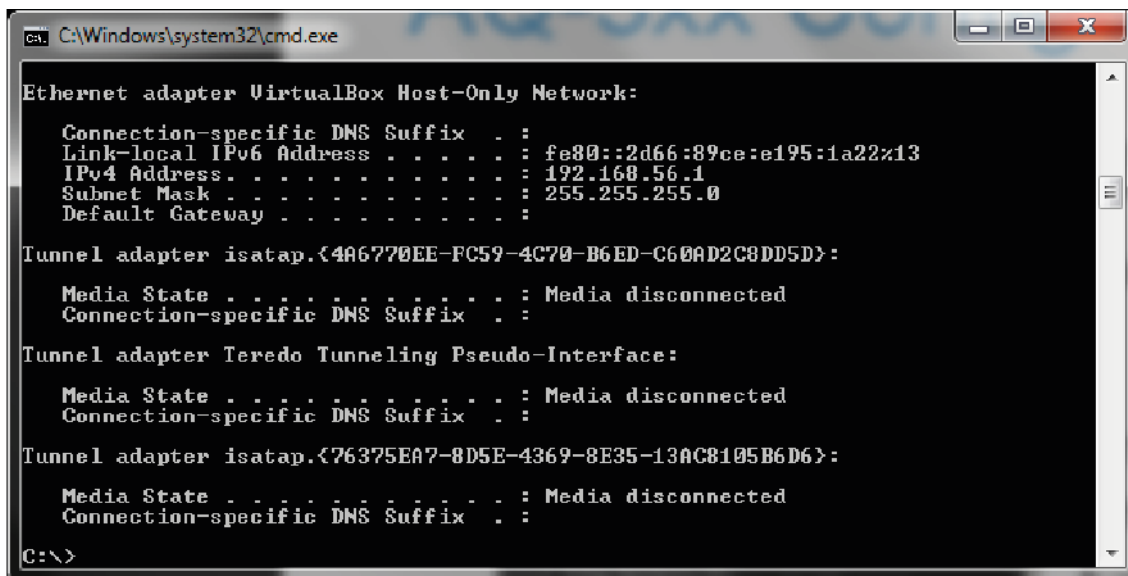 C:\Windows\system32\cmd.exe
Ethernet adapter VirtualBox Host-Only Network:
Connection-specific DNS Suffix . :
Link-local IPv6 Address . . . . . : fe80::2d66:89ce:e195:1a22%13
IPv4 Address. . . . . . . . . . . : 192.168.56.1
Subnet Mask . . . . . . . . . . . : 255.255.255.0
Default Gateway . . . . . . . . . :
Tunnel adapter isatap.{4A6770EE-FC59-4C70-B6ED-C60AD2C8DD5D}:
Media State . . . . . . . . . . . : Media disconnected
Connection-specific DNS Suffix . :
Tunnel adapter Teredo Tunneling Pseudo-Interface:
Media State . . . . . . . . . . . : Media disconnected
Connection-specific DNS Suffix . :
Tunnel adapter isatap.{76375EA7-8D5E-4369-8E35-13AC8105B6D6}:
Media State . . . . . . . . . . . : Media disconnected
Connection-specific DNS Suffix . :
C:\>